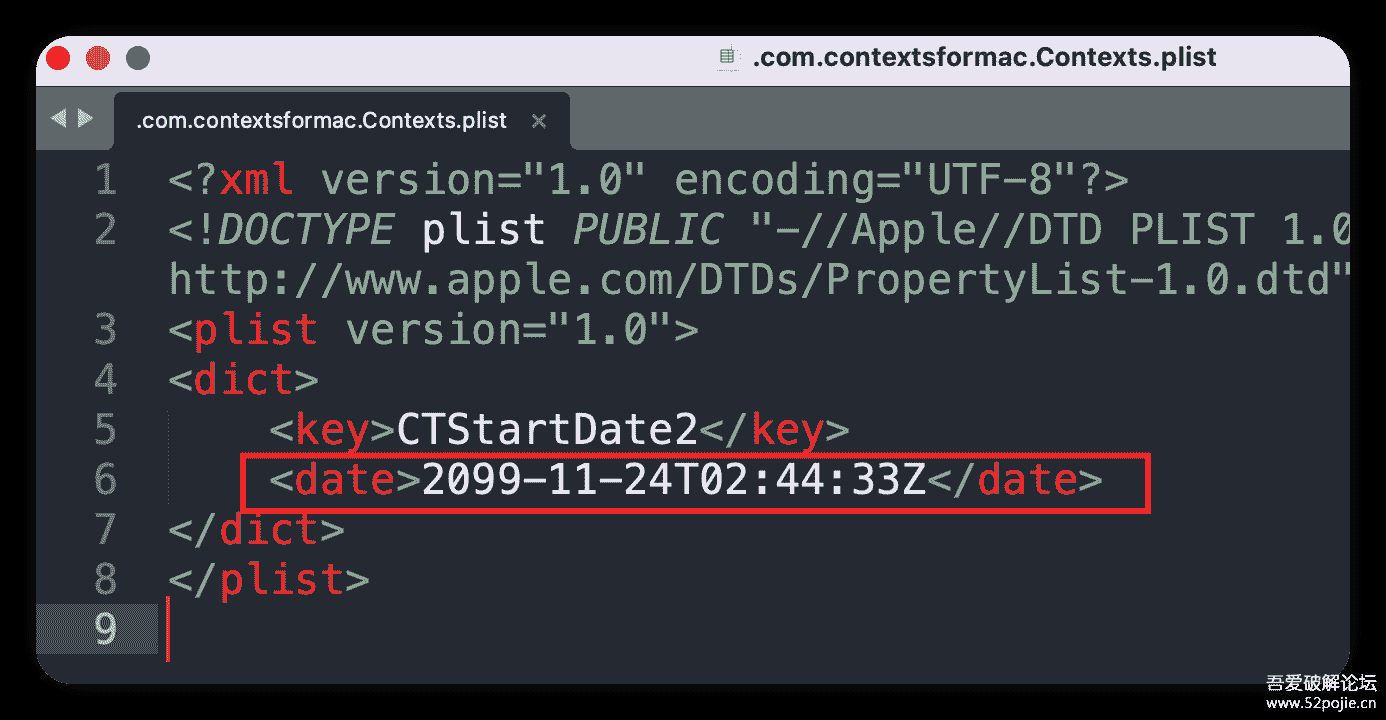 .com.contextsformac.Contexts.plist
.com.contextsformac.Contexts.plist ×
1 <?xml version="1.0" encoding="UTF-8"?>
2 <!DOCTYPE plist PUBLIC "-//Apple//DTD PLIST 1.0
http://www.apple.com/DTDs/PropertyList-1.0.dtd"
3 <plist version="1.0">
4 <dict>
5 <key>CTStartDate2</key>
6 <date>2099-11-24T02:44:33Z</date>
7 </dict>
8 </plist>
9
吾爱破解论坛
www.52pojie.cn